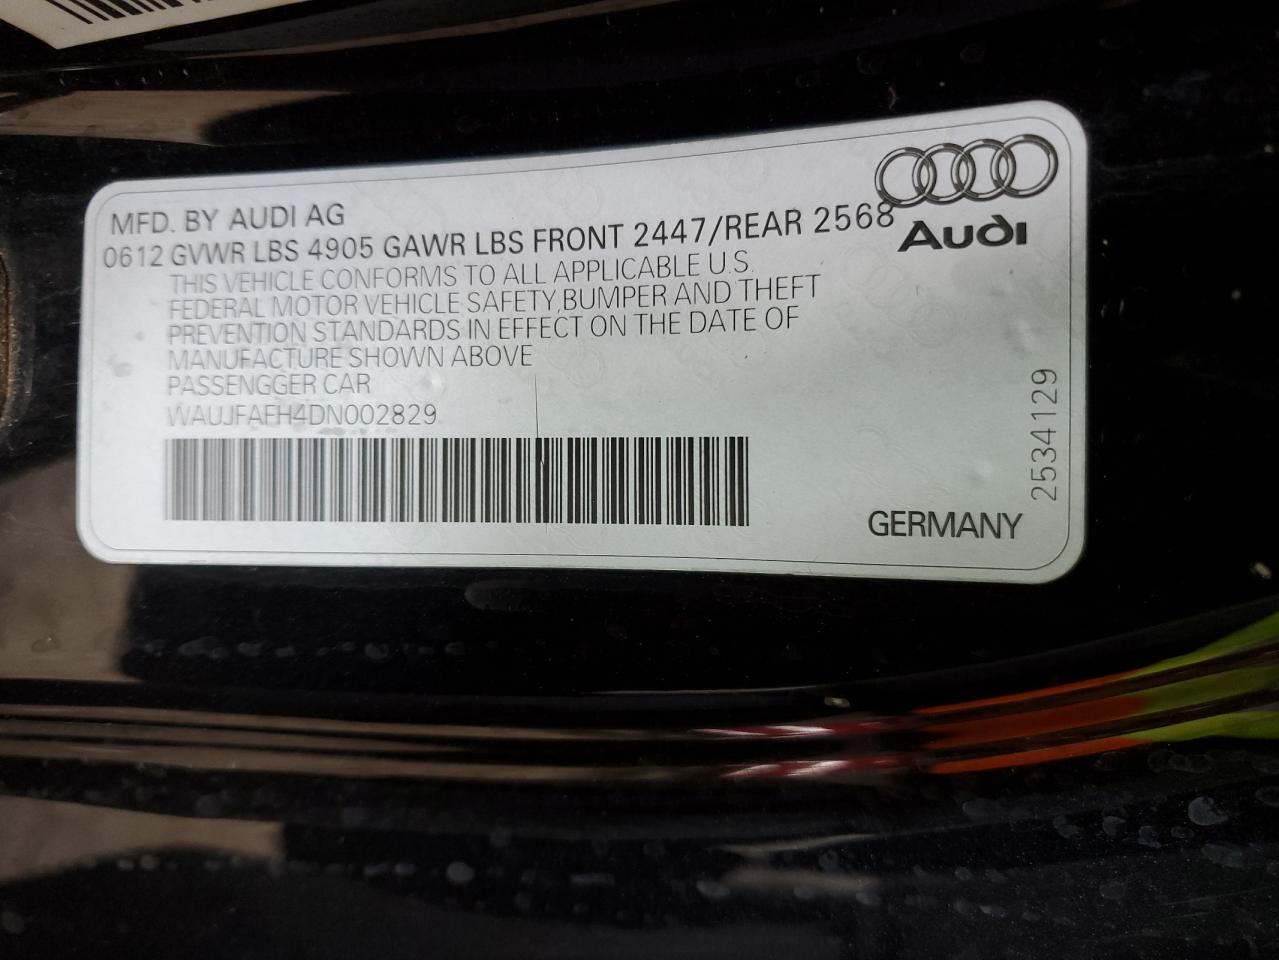 MFD. BY AUDI AG
0612 GVWR LBS 4905 GAWR LBS FRONT 2447/REAR 2568
THIS VEHICLE CONFORMS TO ALL APPLICABLE U.S.
FEDERAL MOTOR VEHICLE SAFETY,BUMPER AND THEFT
PREVENTION STANDARDS IN EFFECT ON THE DATE OF
MANUFACTURE SHOWN ABOVE
PASSENGGER CAR
WAUJFAFH4DN002829
Audi
25341129
GERMANY